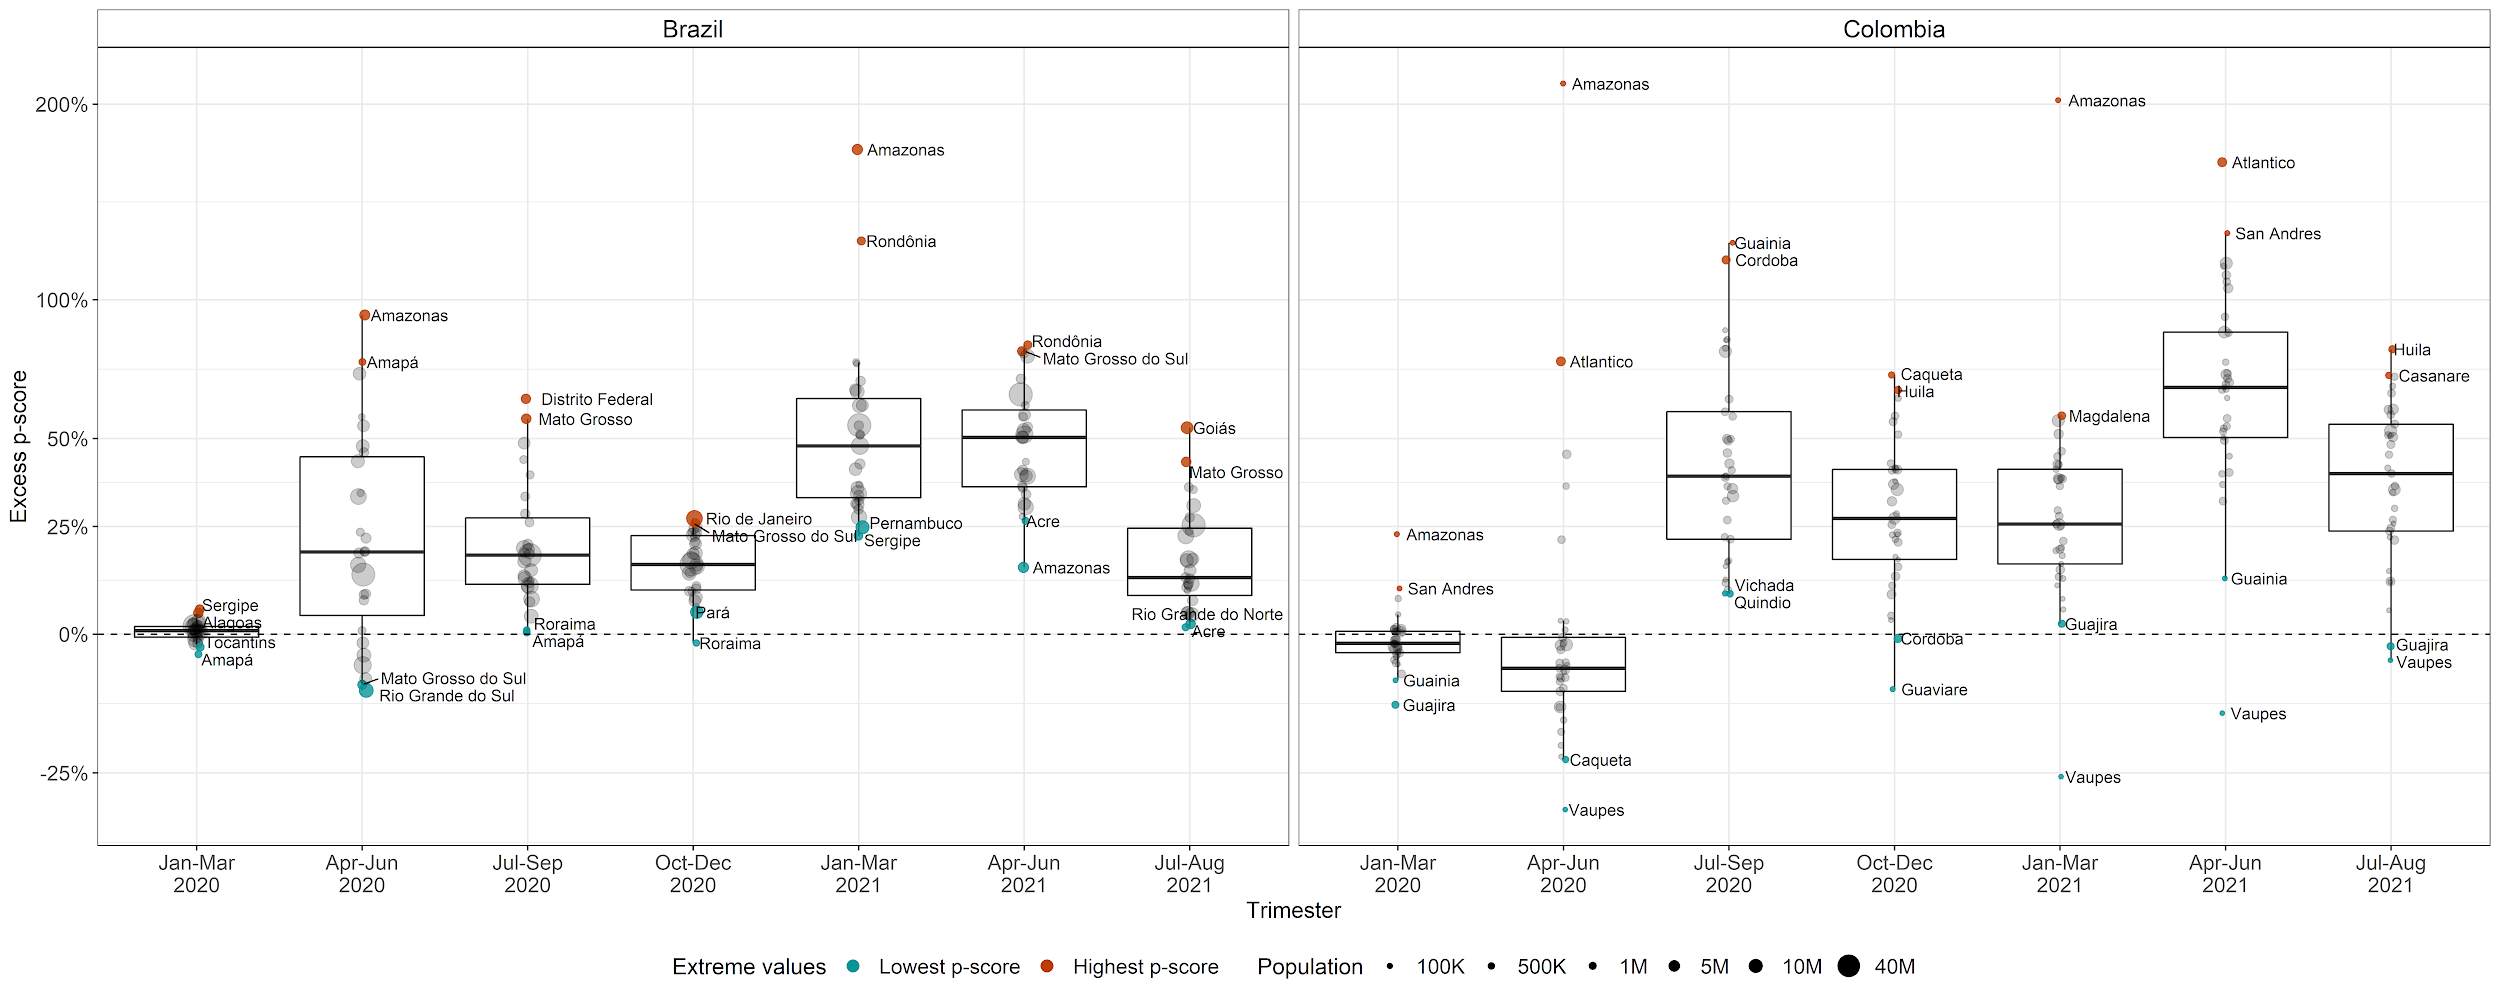 Brazil
Colombia
Excess p-score
200%
100%
50%
25%
0%
-25%
Sergipe
Alagoas
Tocantins
Amapá
Amazonas
Amapá
Mato Grosso do Sul
Rio Grande do Sul
Distrito Federal
Mato Grosso
Roraima
Amapá
Rio de Janeiro
Mato Grosso do Sul
Pará
Roraima
Amazonas
Rondônia
Pernambuco
Sergipe
Rondônia
Mato Grosso do Sul
Acre
Amazonas
Goiás
Mato Grosso
Rio Grande do Norte
Acre
Amazonas
San Andres
Guainia
Guajira
Amazonas
Atlantico
Caqueta
Vaupes
Guainia
Cordoba
Vichada
Quindio
Caqueta
Huila
Cordoba
Guaviare
Amazonas
Magdalena
Guajira
Vaupes
Atlantico
San Andres
Guainia
Vaupes
Huila
Casanare
Guajira
Vaupes
Jan-Mar
2020
Apr-Jun
2020
Jul-Sep
2020
Oct-Dec
2020
Jan-Mar
2021
Apr-Jun
2021
Jul-Aug
2021
Jan-Mar
2020
Apr-Jun
2020
Jul-Sep
2020
Oct-Dec
2020
Jan-Mar
2021
Apr-Jun
2021
Jul-Aug
2021
Trimester
Extreme values Lowest p-score Highest p-score Population 100K 500K 1M 5M 10M 40M